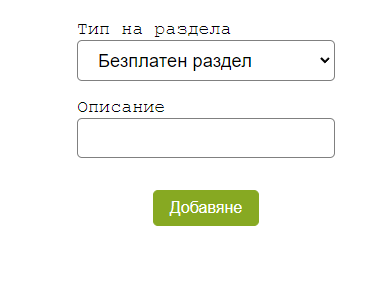 Тип на раздела
Безплатен раздел
Описание
Добавяне